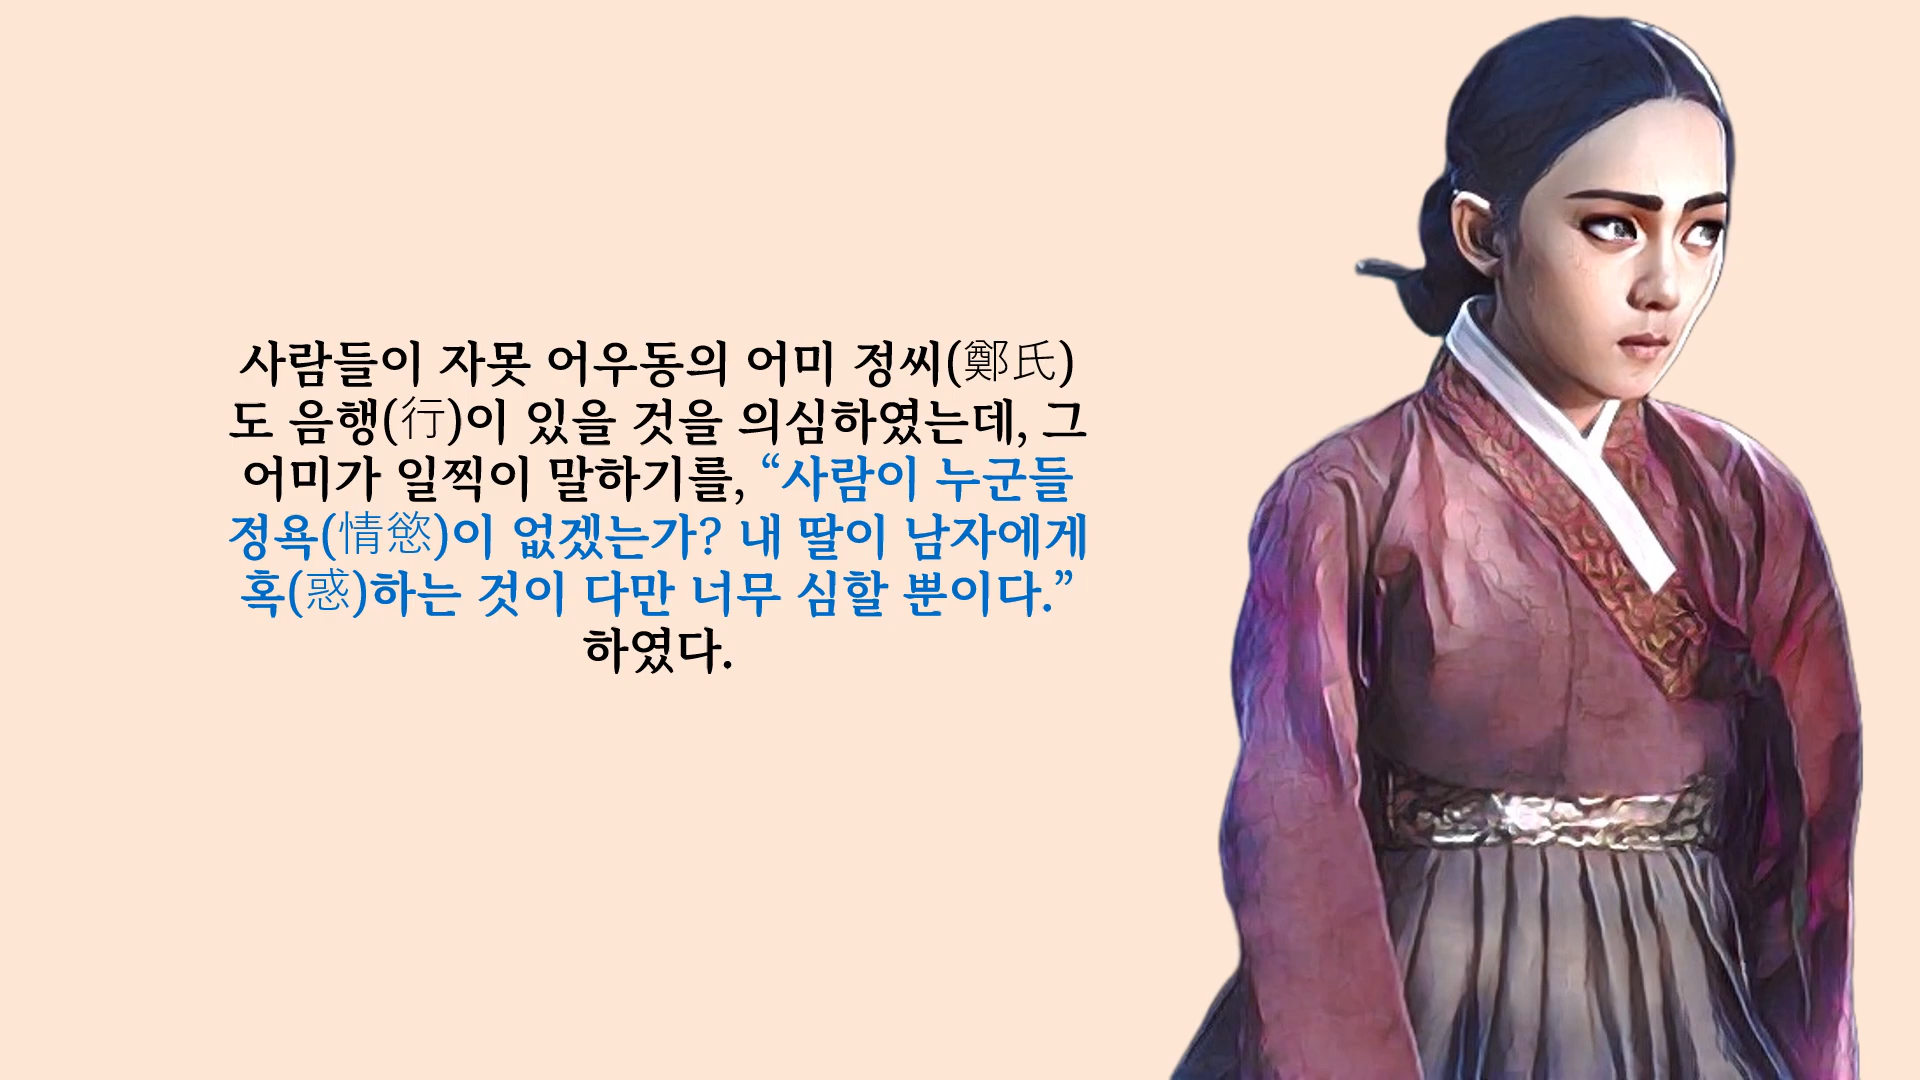 사람들이 자못 어우동의 어미 정씨(鄭氏)
도 음행(行)이 있을 것을 의심하였는데, 그
어미가 일찍이 말하기를, “사람이 누군들
정욕(情慾)이 없겠는가? 내 딸이 남자에게
혹(惑)하는 것이 다만 너무 심할 뿐이다.”
하였다.